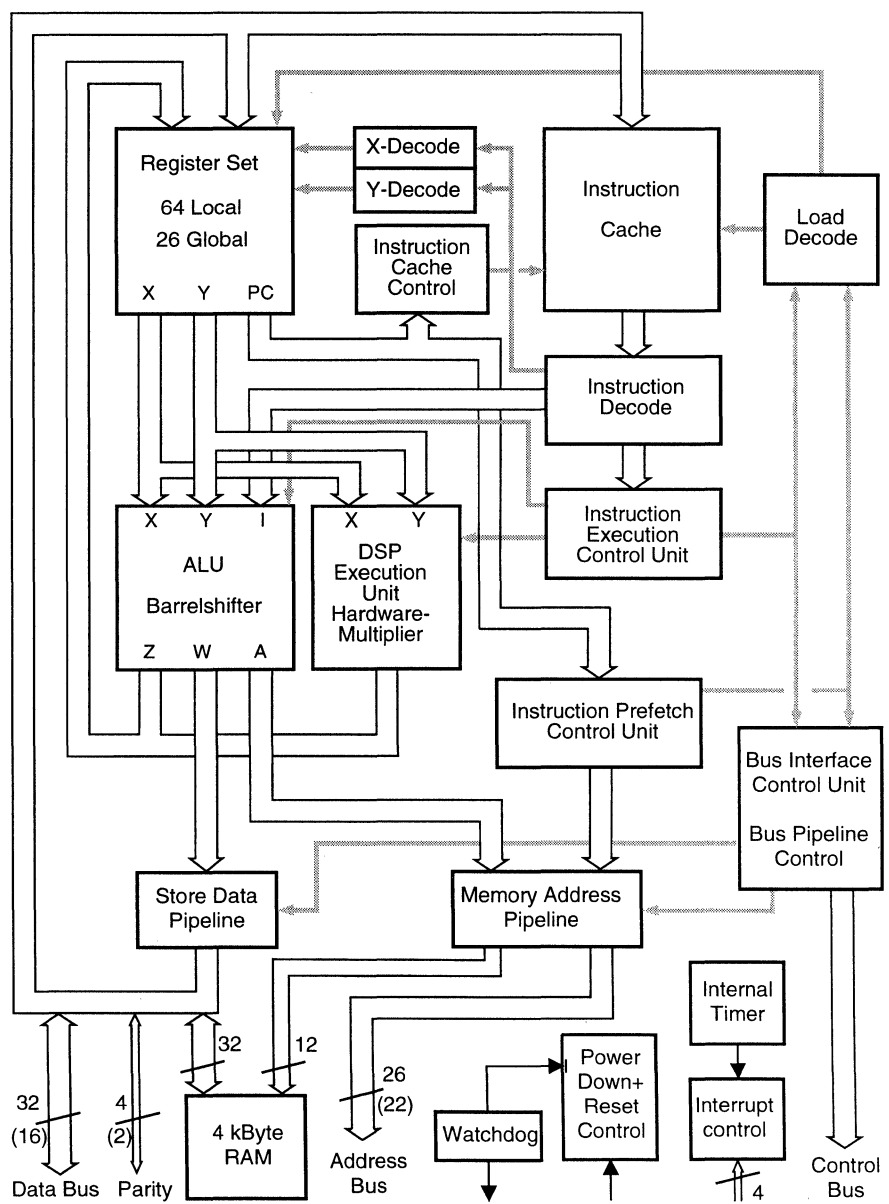 Register Set
64 Local
26 Global
X Y PC
X-Decode
Y-Decode
Instruction
Cache
Control
Instruction
Cache
Load
Decode
Instruction
Decode
Instruction
Execution
Control Unit
X Y I
ALU
Barrelshifter
Z W A
X Y
DSP
Execution
Unit
Hardware-
Multiplier
Instruction Prefetch
Control Unit
Bus Interface
Control Unit
Bus Pipeline
Control
Store Data
Pipeline
Memory Address
Pipeline
Internal
Timer
Interrupt
control
4
Power
Down+
Reset
Control
Watchdog
32
12
26
(22)
32
(16)
4
(2)
4 kByte
RAM
Data Bus
Parity
Address
Bus
Control
Bus